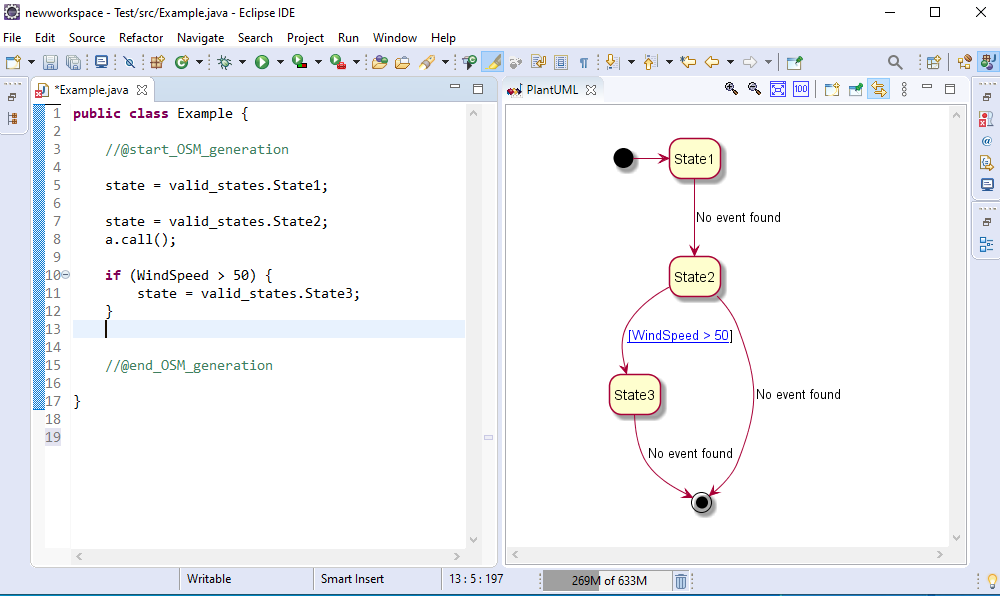 newworkspace - Test/src/Example.java - Eclipse IDE
File Edit Source Refactor Navigate Search Project Run Window Help
*Example.java
1 public class Example {
2
3 //@start_OSM_generation
4
5 state = valid_states.State1;
6
7 state = valid_states.State2;
8 a.call();
9
10 if (WindSpeed > 50) {
11 state = valid_states.State3;
12 }
13
14
15 //@end_OSM_generation
16
17 }
18
19
PlantUML
100
State1
No event found
State2
[WindSpeed > 50]
State3
No event found
No event found
Writable Smart Insert 13 : 5 : 197 269M of 633M